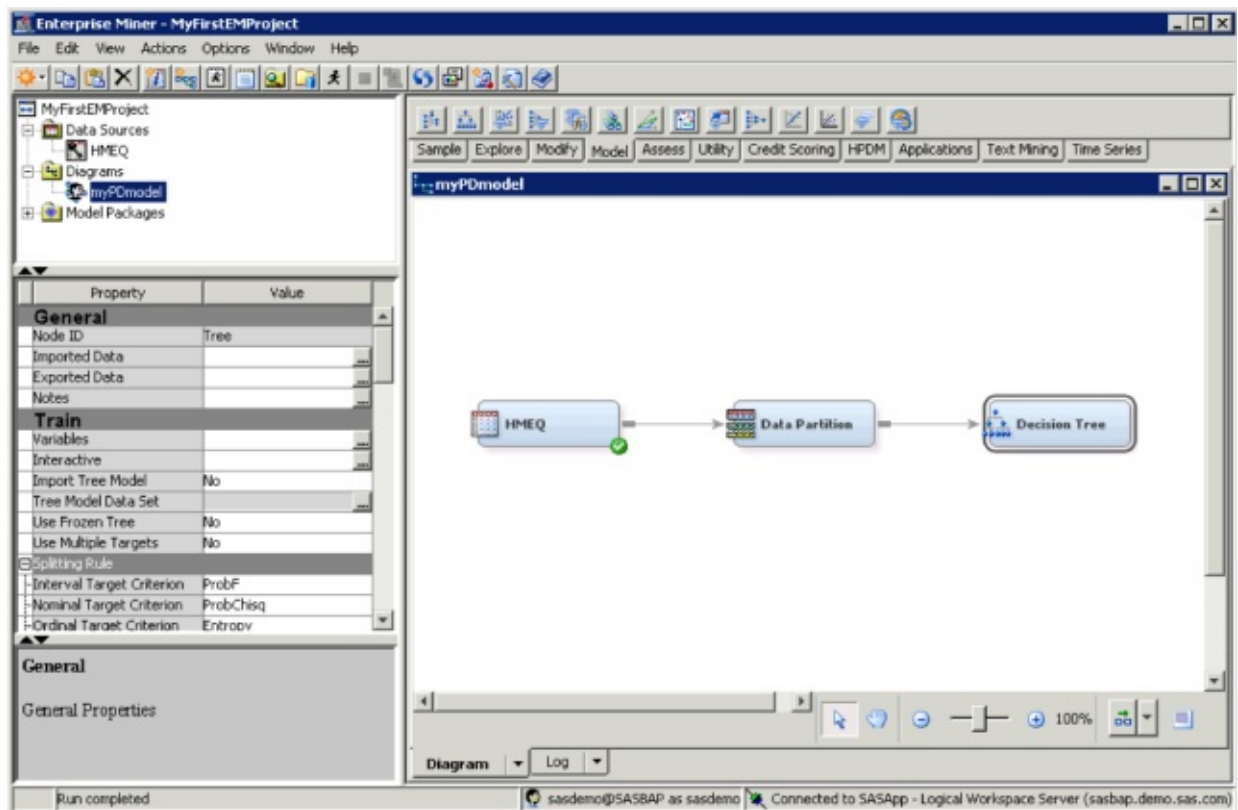 Enterprise Miner - MyFirstEMProject
File Edit View Actions Options Window Help
MyFirstEMProject
Data Sources
HMEQ
Diagrams
myPDmodel
Model Packages
Property Value
General
Node ID Tree
Imported Data ...
Exported Data ...
Notes ...
Train
Variables ...
Interactive ...
Import Tree Model No
Tree Model Data Set ...
Use Frozen Tree No
Use Multiple Targets No
Splitting Rule
Interval Target Criterion ProbF
Nominal Target Criterion ProbChisq
Ordinal Target Criterion Entropy
General
General Properties
Sample Explore Modify Model Assess Utility Credit Scoring HPDM Applications Text Mining Time Series
myPDmodel
HMEQ
Data Partition
Decision Tree
100%
Diagram Log
Run completed
sasdemo@SASBAP as sasdemo
Connected to SASApp - Logical Workspace Server (sasbap.demo.sas.com)